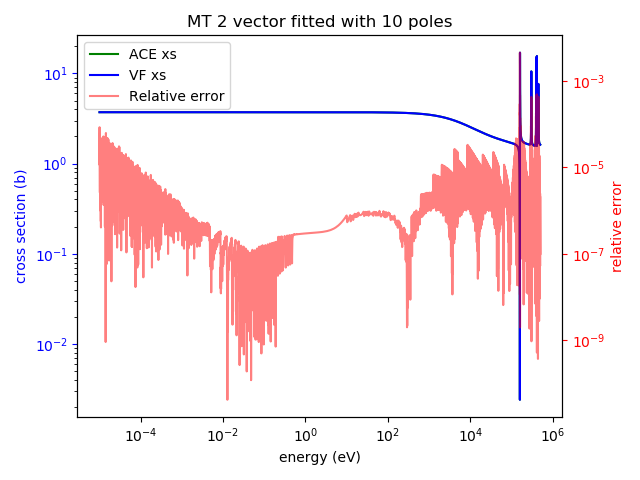 MT 2 vector fitted with 10 poles
ACE xs
VF xs
Relative error
cross section (b)
10^1
10^0
10^-1
10^-2
10^-3
10^-5
10^-7
10^-9
relative error
10^-4
10^-2
10^0
10^2
10^4
10^6
energy (eV)